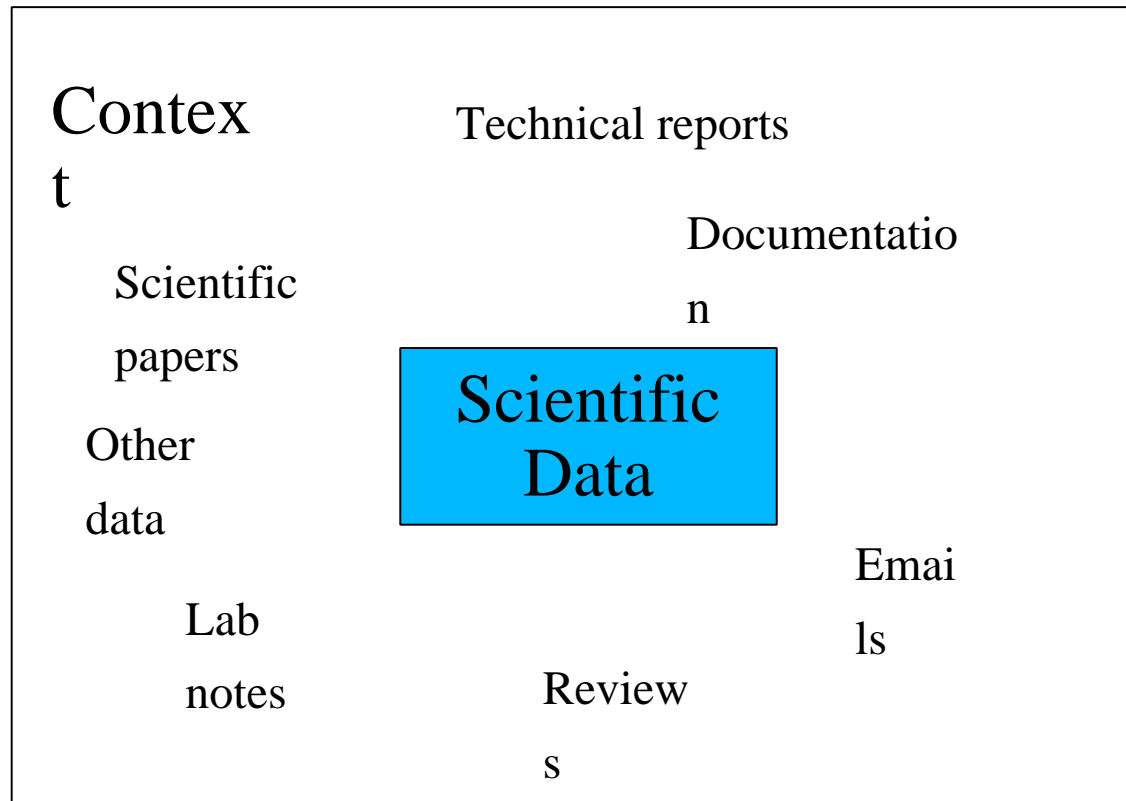 Contex
t
Technical reports
Documentatio
n
Scientific
papers
Scientific
Data
Other
data
Emai
ls
Lab
notes
Review
s